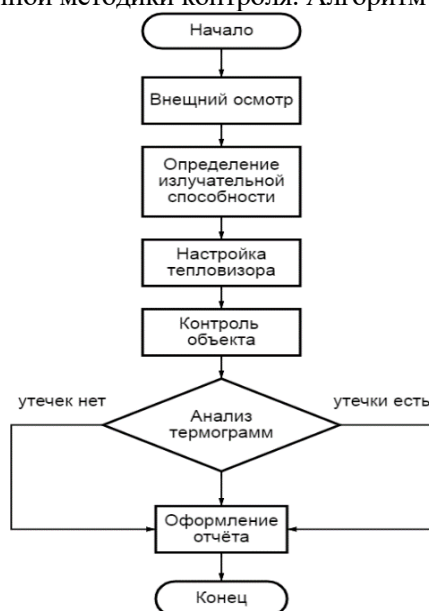 ной методики контроля. Алгоритм
Начало
Внещний осмотр
Определение
излучательной
способности
Настройка
тепловизора
Контроль
объекта
утечек нет
утечки есть
Анализ
термограмм
Оформление
отчёта
Конец